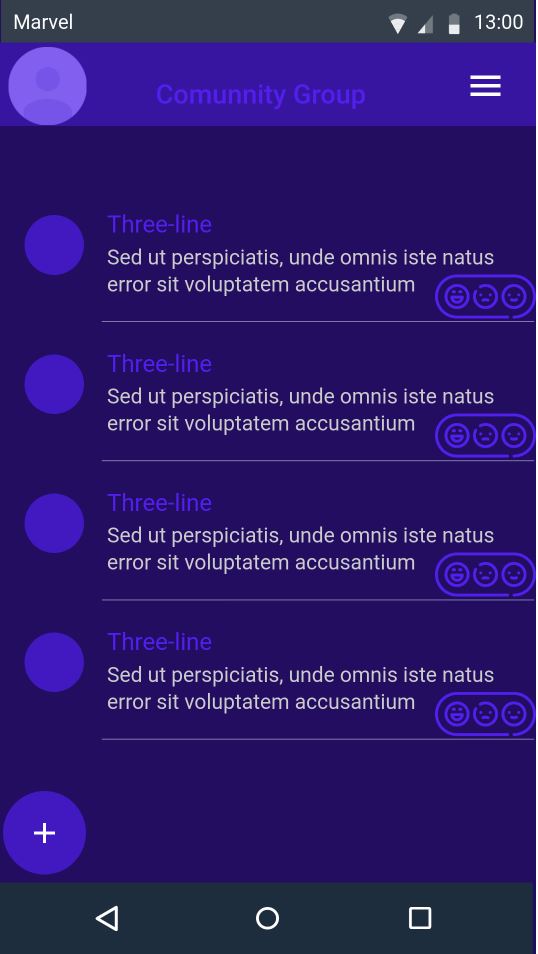 Marvel
13:00
Comunnity Group
Three-line
Sed ut perspiciatis, unde omnis iste natus
error sit voluptatem accusantium
Three-line
Sed ut perspiciatis, unde omnis iste natus
error sit voluptatem accusantium
Three-line
Sed ut perspiciatis, unde omnis iste natus
error sit voluptatem accusantium
Three-line
Sed ut perspiciatis, unde omnis iste natus
error sit voluptatem accusantium